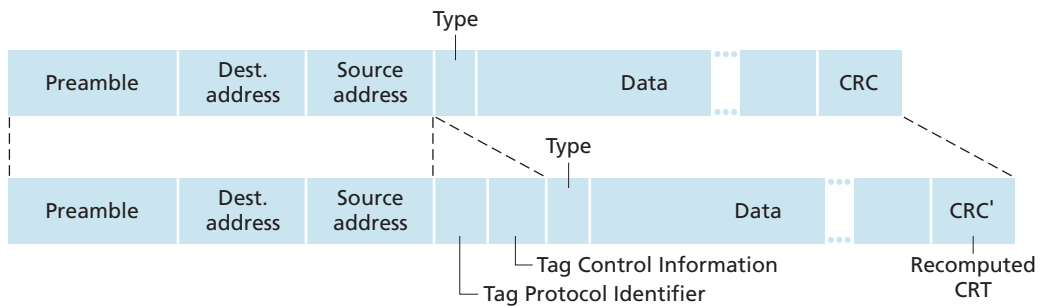 Type
Preamble
Dest.
address
Source
address
Data
CRC
Type
Preamble
Dest.
address
Source
address
Data
CRC'
Tag Control Information
Tag Protocol Identifier
Recomputed
CRT